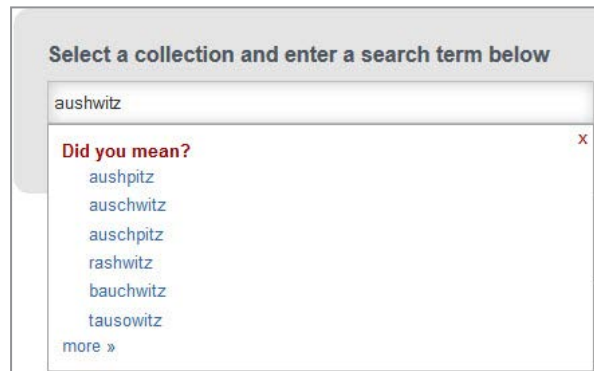 Select a collection and enter a search term below
aushwitz
Did you mean?
x
aushpitz
auschwitz
auschpitz
rashwitz
bauchwitz
tausowitz
more »